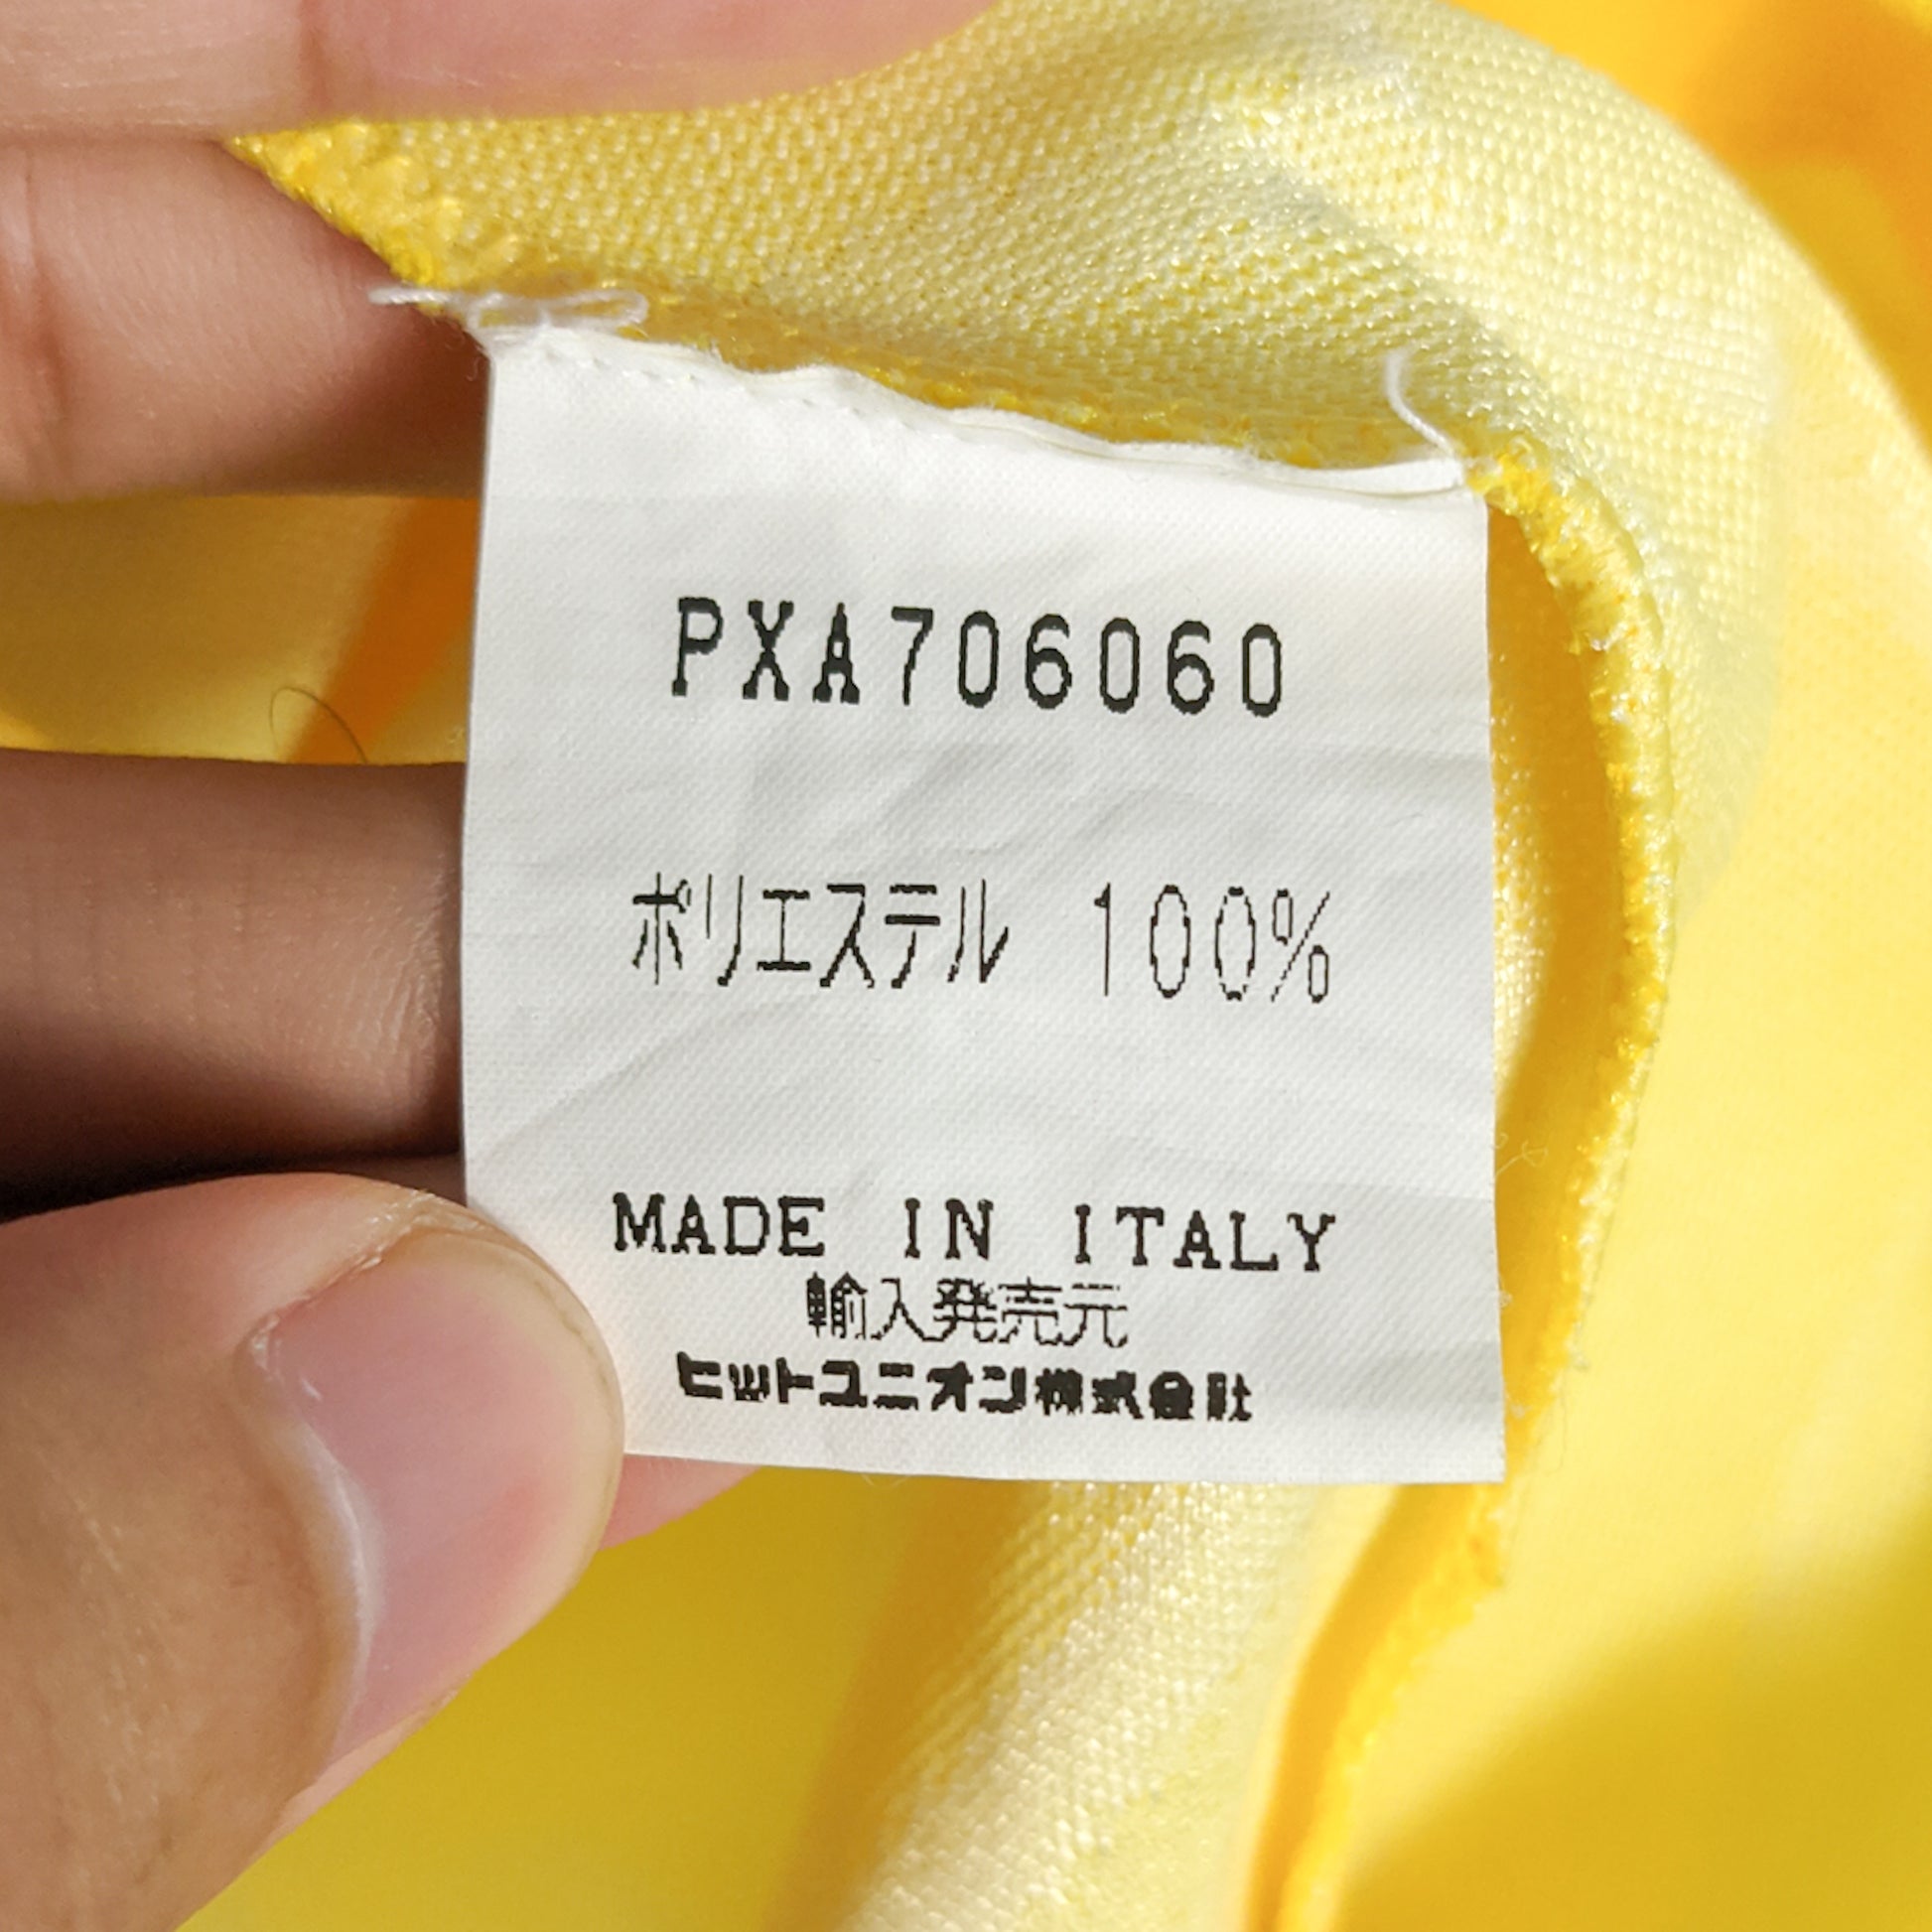 PXA706060
ポリエステル 100%
MADE IN ITALY
輸入発売元
ヒットユニオン株式会社